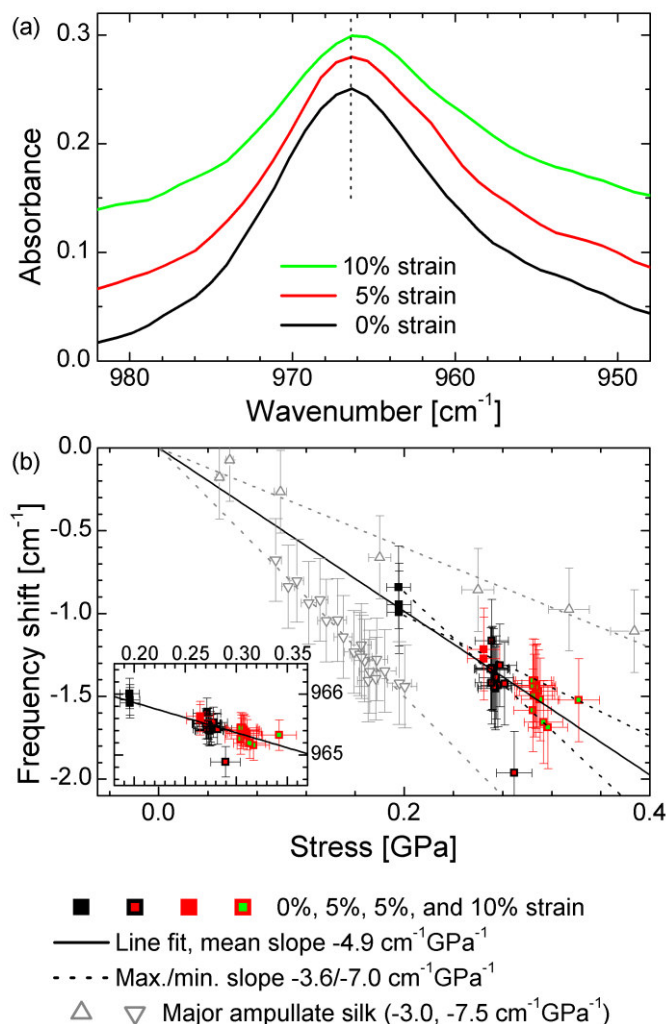 (a)
0.3
0.2
0.1
0.0
Absorbance
10% strain
5% strain
0% strain
980 970 960 950
Wavenumber [cm⁻¹]
(b)
0.0
-0.5
-1.0
-1.5
-2.0
Frequency shift [cm⁻¹]
0.20 0.25 0.30 0.35
966
965
0.0 0.2 0.4
Stress [GPa]
0%, 5%, 5%, and 10% strain
Line fit, mean slope -4.9 cm⁻¹GPa⁻¹
Max./min. slope -3.6/-7.0 cm⁻¹GPa⁻¹
Major ampullate silk (-3.0, -7.5 cm⁻¹GPa⁻¹)